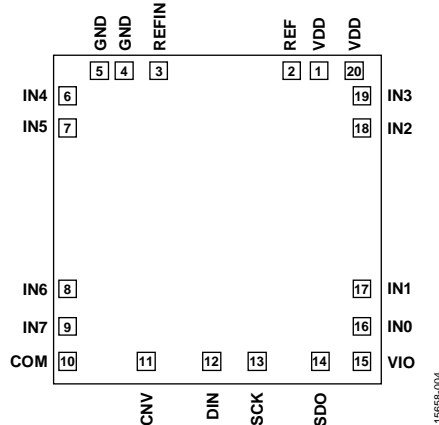 GND GND REFIN REF VDD VDD
5 4 3 2 1 20
IN4 6 19 IN3
IN5 7 18 IN2
IN6 8 17 IN1
IN7 9 16 IN0
COM 10 11 12 13 14 15 VIO
CNV DIN SCK SDO
15658-004